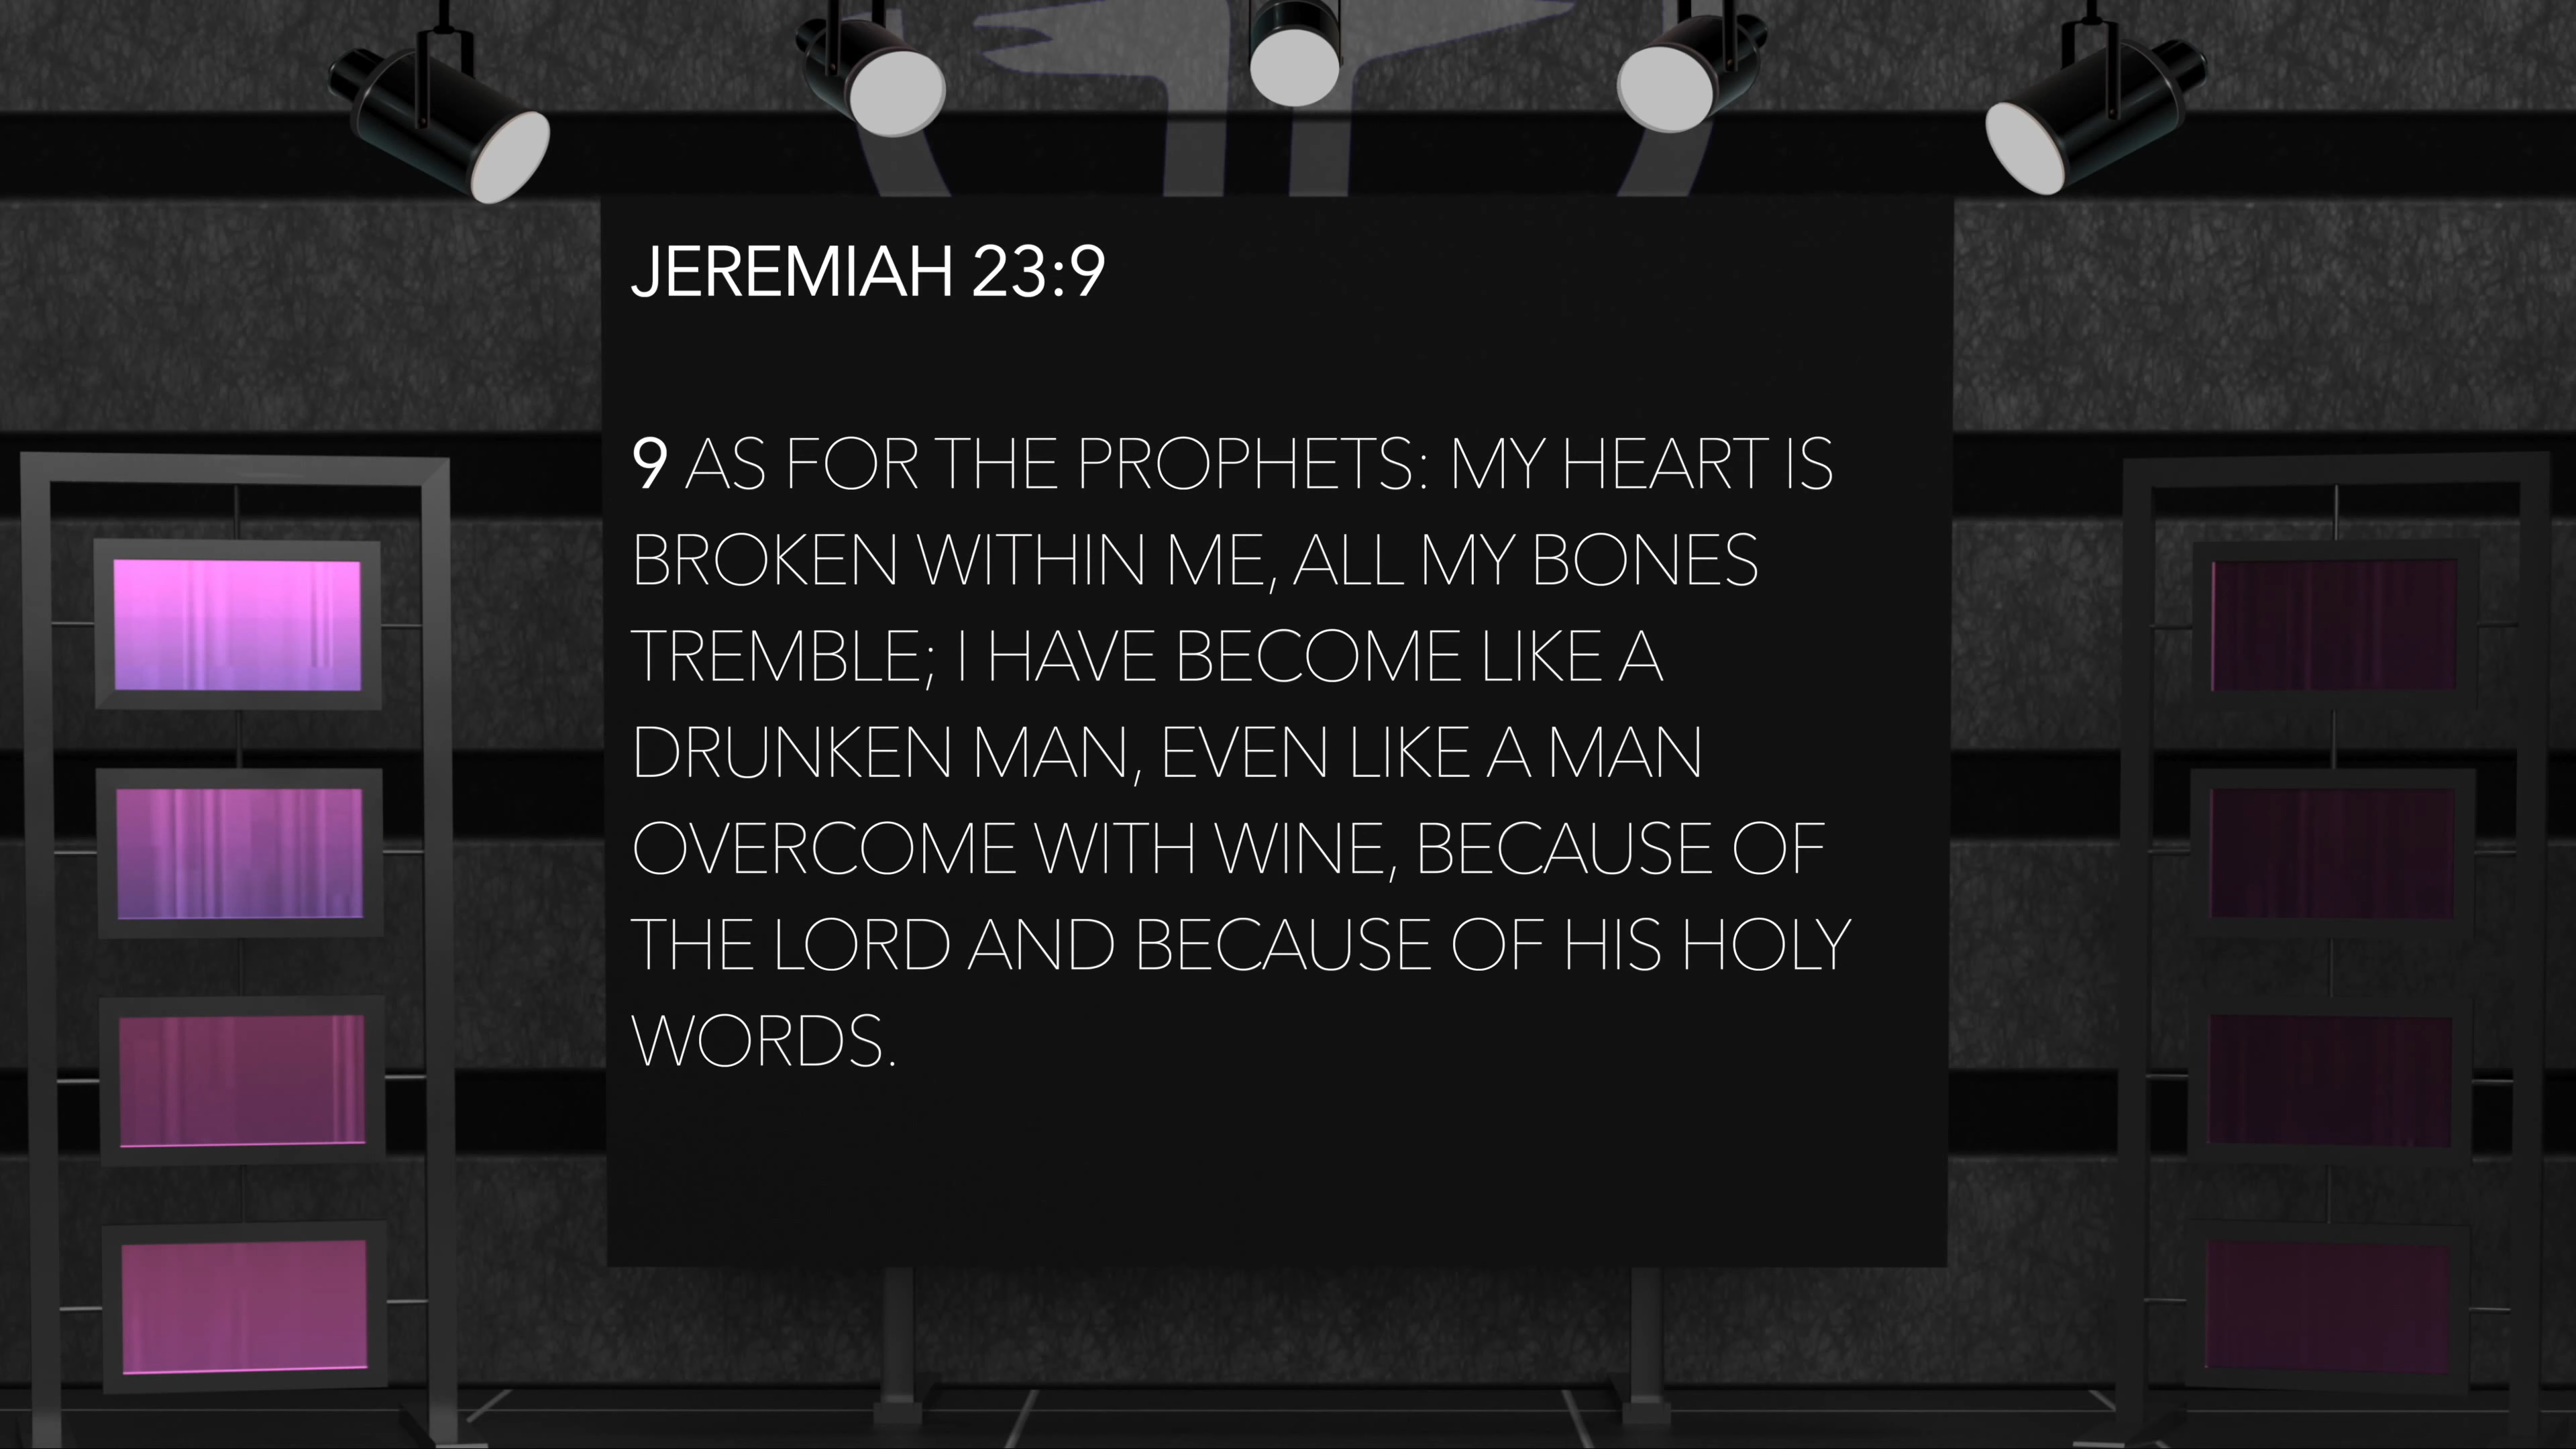 JEREMIAH 23:9
9 AS FOR THE PROPHETS: MY HEART IS
BROKEN WITHIN ME, ALL MY BONES
TREMBLE; I HAVE BECOME LIKE A
DRUNKEN MAN, EVEN LIKE A MAN
OVERCOME WITH WINE, BECAUSE OF
THE LORD AND BECAUSE OF HIS HOLY
WORDS.